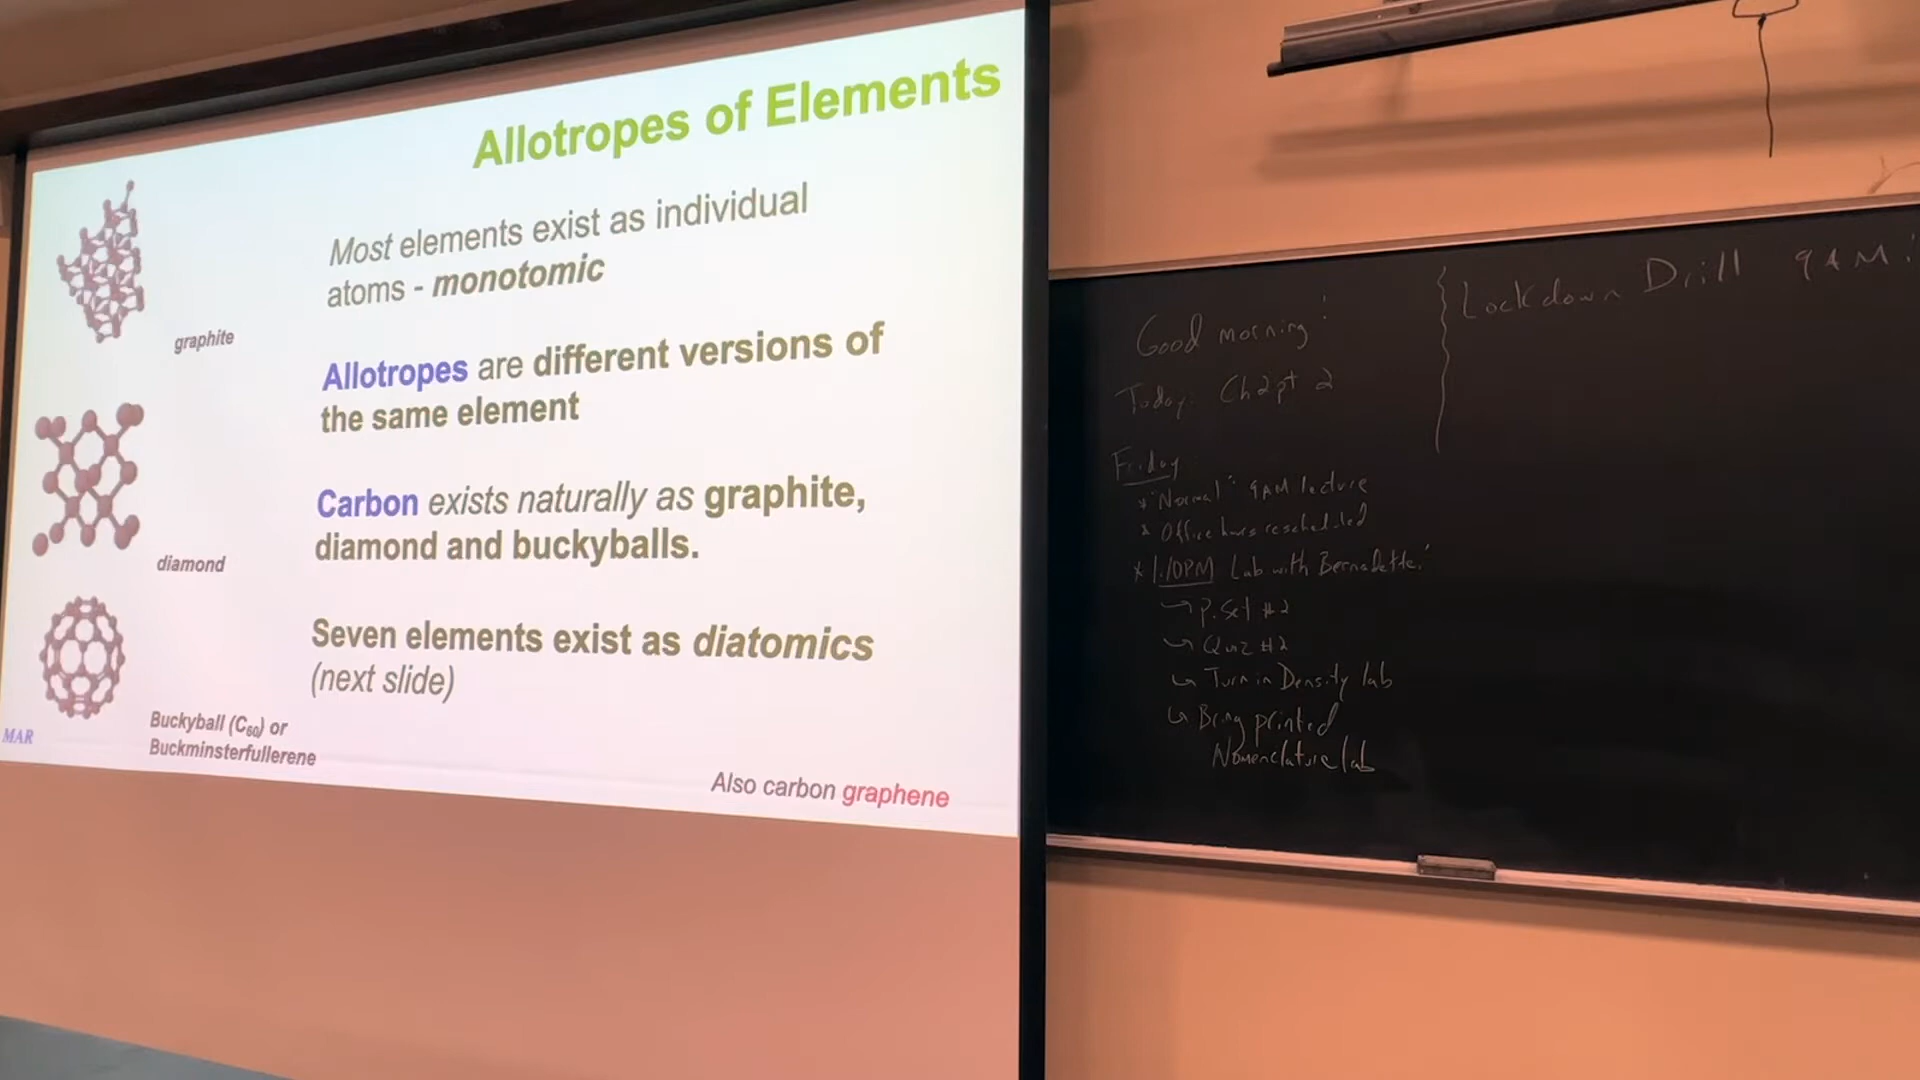 Allotropes of Elements
Most elements exist as individual
atoms - monotomic
graphite
Allotropes are different versions of
the same element
Carbon exists naturally as graphite,
diamond and buckyballs.
diamond
Seven elements exist as diatomics
(next slide)
Buckyball (C60) or
Buckminsterfullerene
MAR
Also carbon graphene
Good morning!
Today: Chapt 2
Friday
* "Normal" 9AM lecture
* Office hours rescheduled
* 1:10PM Lab with Bernadette!
↳ P. Set #2
↳ Quiz #2
↳ Turn in Density lab
↳ Bring printed
Nomenclature lab
Lockdown Drill 9AM!